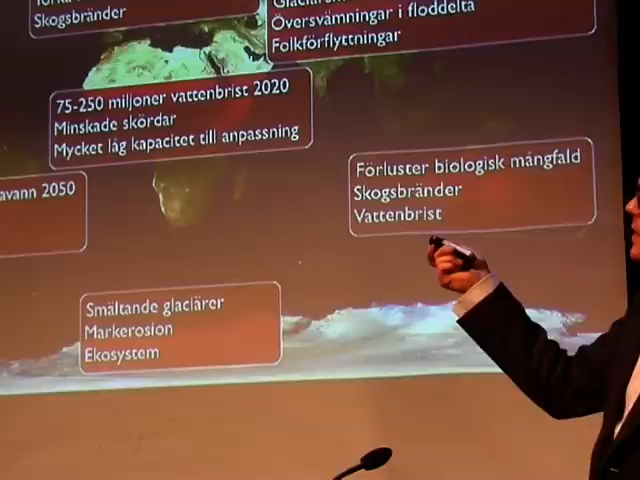 Skogsbränder
Översvämningar i floddelta
Folkförflyttningar
75-250 miljoner vattenbrist 2020
Minskade skördar
Mycket låg kapacitet till anpassning
avann 2050
Förluster biologisk mångfald
Skogsbränder
Vattenbrist
Smältande glaciärer
Markerosion
Ekosystem